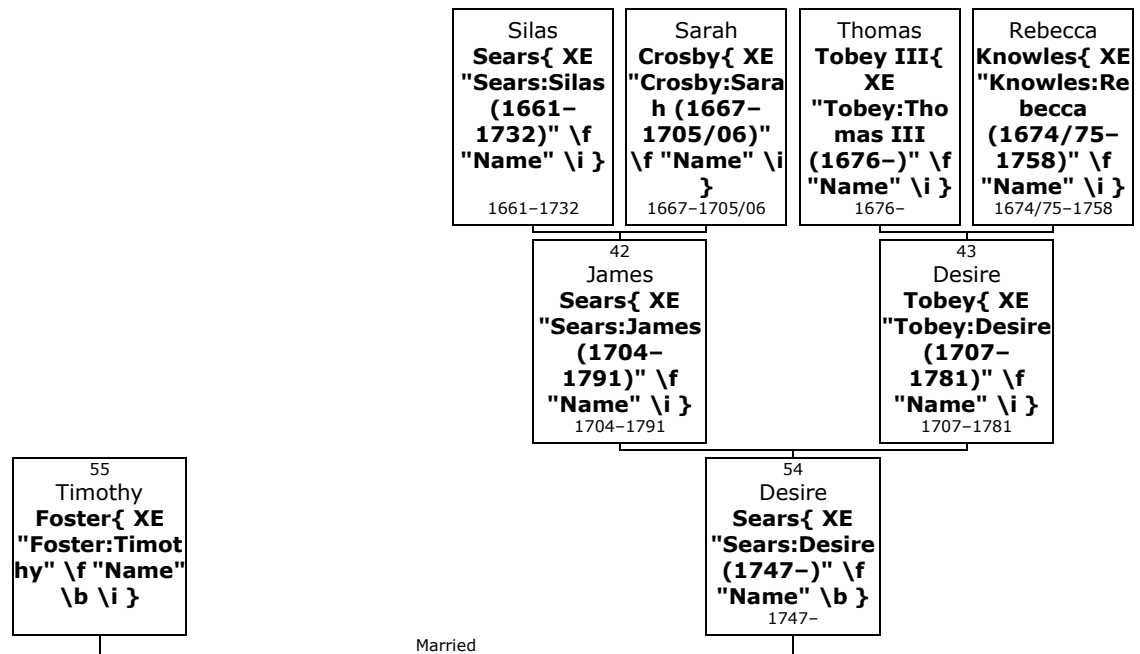 Silas
Sears{ XE
"Sears:Silas
(1661–
1732)" \f
"Name" \i }
1661–1732
Sarah
Crosby{ XE
"Crosby:Sara
h (1667–
1705/06)"
\f "Name" \i
}
1667–1705/06
Thomas
Tobey III{
XE
"Tobey:Tho
mas III
(1676–)" \f
"Name" \i }
1676–
Rebecca
Knowles{ XE
"Knowles:Re
becca
(1674/75–
1758)" \f
"Name" \i }
1674/75–1758
42
James
Sears{ XE
"Sears:James
(1704–
1791)" \f
"Name" \i }
1704–1791
43
Desire
Tobey{ XE
"Tobey:Desire
(1707–
1781)" \f
"Name" \i }
1707–1781
55
Timothy
Foster{ XE
"Foster:Timot
hy" \f "Name"
\b \i }
54
Desire
Sears{ XE
"Sears:Desire
(1747–)" \f
"Name" \b }
1747–
Married